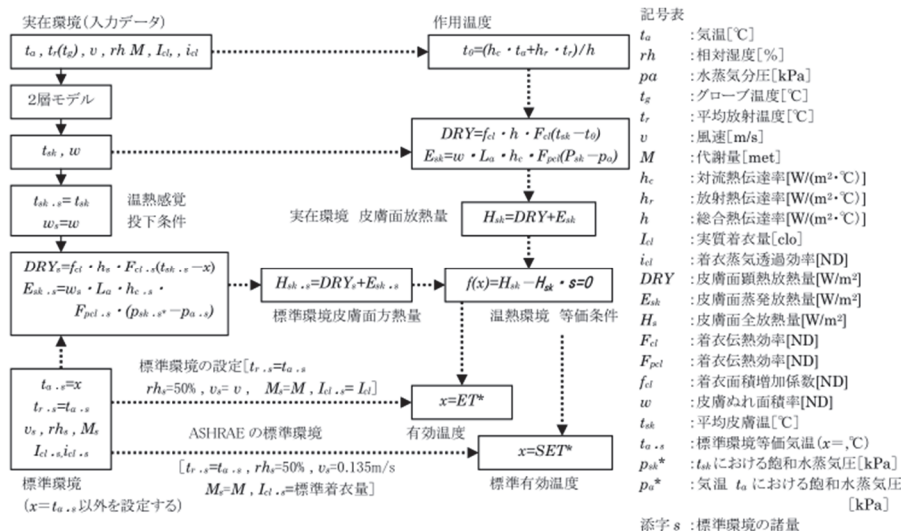 実在環境(入力データ)
作用温度
ta , tr(tg) , υ , rh M , Icl, , icl
t0=(hc・ta+hr・tr)/h
2層モデル
tsk , w
DRY=fcl・h・Fcl(tsk−t0)
Esk=w・La・hc・Fpcl(Psk−pa)
tsk.s=tsk
ws=w
温熱感覚
投下条件
実在環境 皮膚面放熱量
Hsk=DRY+Esk
DRYs=fcl・hs・Fcl.s(tsk.s−x)
Esk.s=ws・La・hc.s・
Fpcl.s・(psk.s*−pa.s)
Hsk.s=DRYs+Esk.s
標準環境皮膚面方熱量
f(x)=Hsk−Hsk・s=0
温熱環境 等価条件
標準環境の設定[tr.s=ta.s
rhs=50% , υs=υ , Ms=M , Icl.s=Icl]
ta.s=x
tr.s=ta.s
υs , rhs , Ms
Icl.s,icl.s
x=ET*
有効温度
ASHRAEの標準環境
x=SET*
[tr.s=ta.s , rhs=50% , υs=0.135m/s
Ms=M , Icl.s=標準着衣量]
標準環境
(x=ta.s以外を設定する)
標準有効温度
記号表
ta :気温[℃]
rh :相対湿度[%]
pa :水蒸気分圧[kPa]
tg :グローブ温度[℃]
tr :平均放射温度[℃]
υ :風速[m/s]
M :代謝量[met]
hc :対流熱伝達率[W/(m²・℃)]
hr :放射熱伝達率[W/(m²・℃)]
h :総合熱伝達率[W/(m²・℃)]
Icl :実質着衣量[clo]
icl :着衣蒸気透過効率[ND]
DRY :皮膚面顕熱放熱量[W/m²]
Esk :皮膚面蒸発放熱量[W/m²]
Hs :皮膚面全放熱量[W/m²]
Fcl :着衣伝熱効率[ND]
Fpcl :着衣伝熱効率[ND]
fcl :着衣面積増加係数[ND]
w :皮膚ぬれ面積率[ND]
tsk :平均皮膚温[℃]
ta.s :標準環境等価気温(x=,℃)
psk* :tskにおける飽和水蒸気圧[kPa]
pa* :気温 taにおける飽和水蒸気圧
[kPa]
添字s :標準環境の諸量